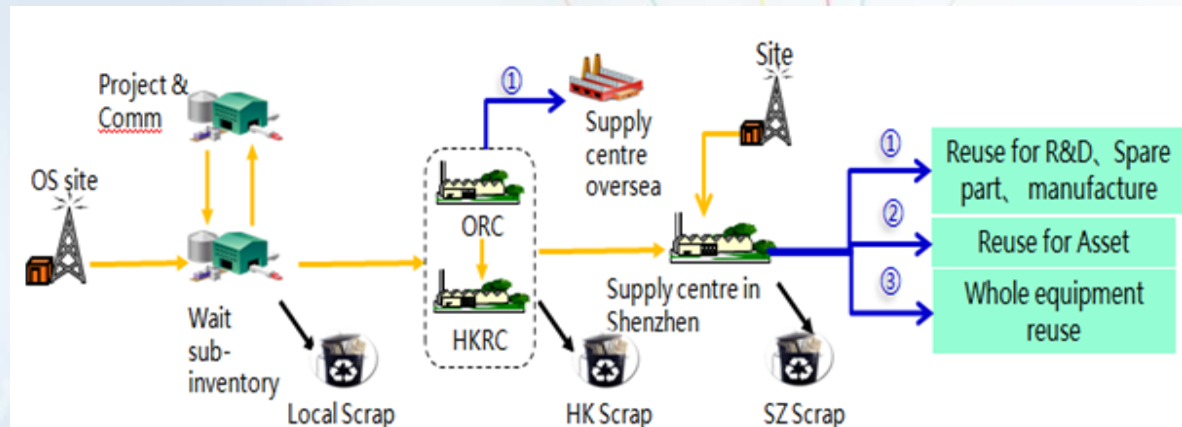 Project &
Comm
OS site
Wait
sub-
inventory
Local Scrap
①
Supply
centre
oversea
ORC
HKRC
HK Scrap
Site
Supply centre in
Shenzhen
SZ Scrap
①
Reuse for R&D、Spare
part、 manufacture
②
Reuse for Asset
③
Whole equipment
reuse